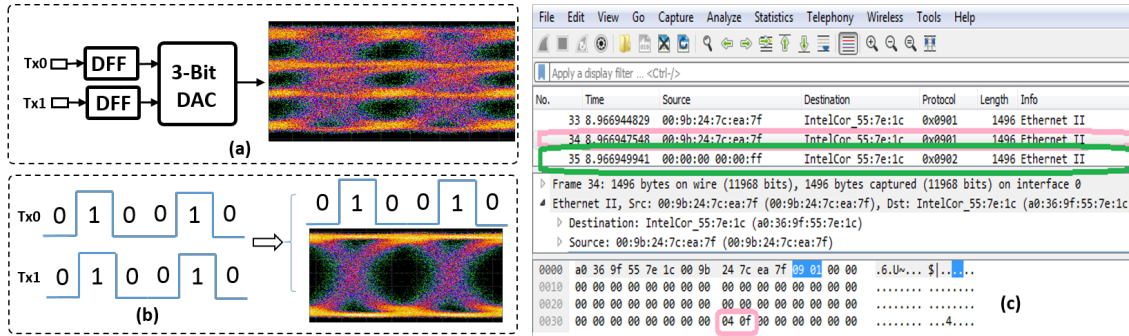 Tx0
DFF
Tx1
DFF
3-Bit
DAC
(a)
Tx0 0 1 0 0 1 0
Tx1 0 1 0 0 1 0
0 1 0 0 1 0
(b)
File Edit View Go Capture Analyze Statistics Telephony Wireless Tools Help
Apply a display filter ... <Ctrl-/>
No. Time Source Destination Protocol Length Info
33 8.966944829 00:9b:24:7c:ea:7f IntelCor_55:7e:1c 0x0901 1496 Ethernet II
34 8.966947548 00:9b:24:7c:ea:7f IntelCor_55:7e:1c 0x0901 1496 Ethernet II
35 8.966949941 00:00:00 00:00:ff IntelCor 55:7e:1c 0x0902 1496 Ethernet II
Frame 34: 1496 bytes on wire (11968 bits), 1496 bytes captured (11968 bits) on interface 0
Ethernet II, Src: 00:9b:24:7c:ea:7f (00:9b:24:7c:ea:7f), Dst: IntelCor_55:7e:1c (a0:36:9f:55:7e:1c
Destination: IntelCor_55:7e:1c (a0:36:9f:55:7e:1c)
Source: 00:9b:24:7c:ea:7f (00:9b:24:7c:ea:7f)
0000 a0 36 9f 55 7e 1c 00 9b 24 7c ea 7f 09 01 00 00 .6.U~... $|......
0010 00 00 00 00 00 00 00 00 00 00 00 00 00 00 00 00 ........ ........
0020 00 00 00 00 00 00 00 00 00 00 00 00 00 00 00 00 ........ ........
0030 00 00 00 00 00 00 00 00 04 0f 00 00 00 00 00 00 ........ ...4....
(c)